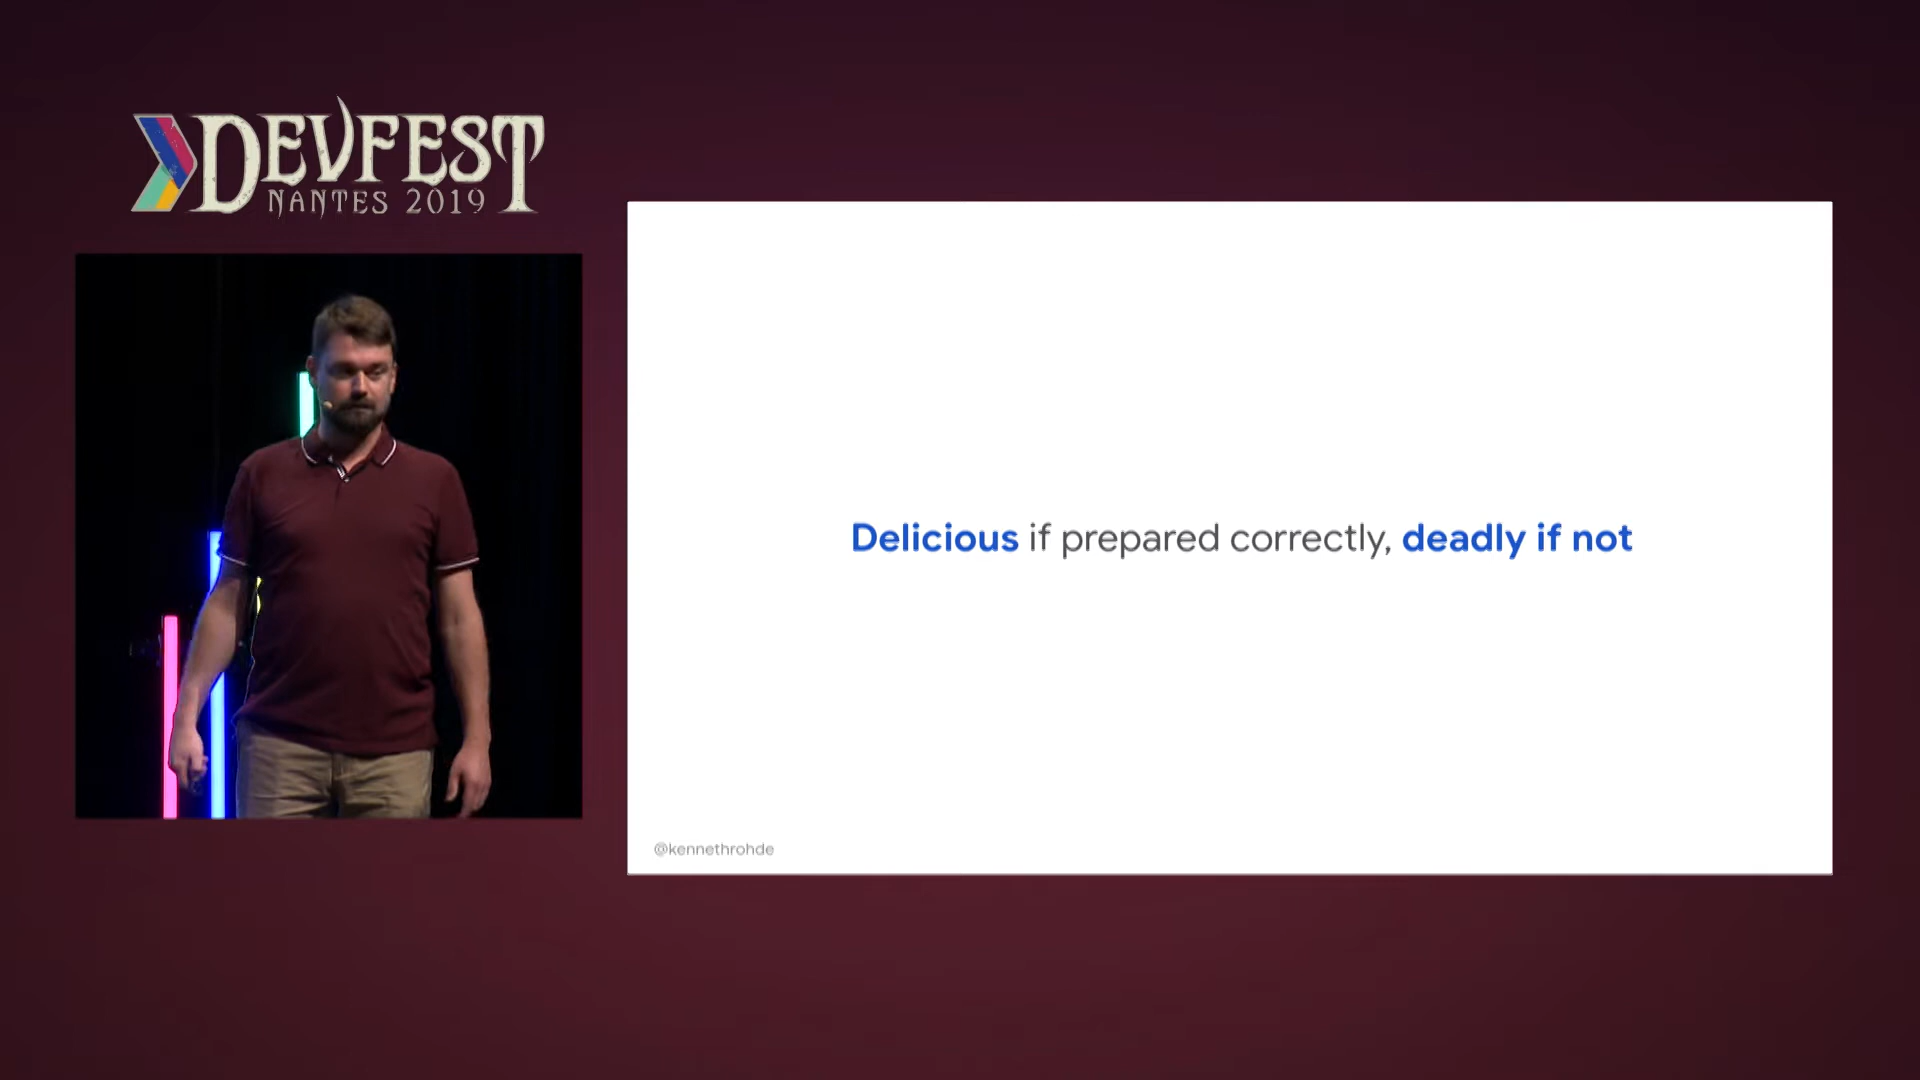 DEVFEST
NANTES 2019
Delicious if prepared correctly, deadly if not
@kennethrohde